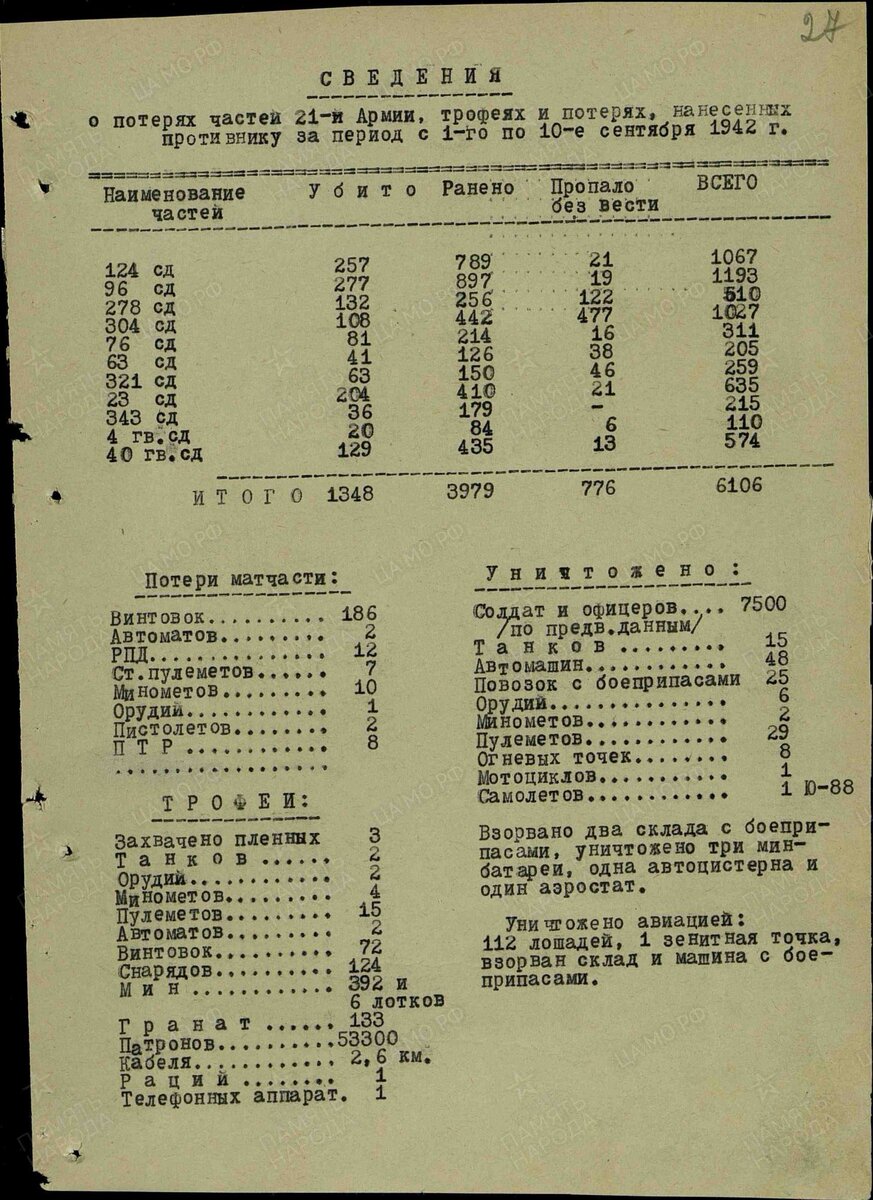 27
СВЕДЕНИЯ
о потерях частей 21-й Армии, трофеях и потерях, нанесенных
противнику за период с 1-го по 10-е сентября 1942 г.
Наименование частей Убито Ранено Пропало без вести ВСЕГО
124 сд 257 789 21 1067
96 сд 277 897 19 1193
278 сд 132 256 122 510
304 сд 108 442 477 1027
76 сд 81 214 16 311
63 сд 41 126 38 205
321 сд 63 150 46 259
23 сд 204 410 21 635
343 сд 36 179 - 215
4 гв.сд 20 84 6 110
40 гв.сд 129 435 13 574
ИТОГО 1348 3979 776 6106
Потери матчасти:
Винтовок.......... 186
Автоматов......... 2
РПД............... 12
Ст.пулеметов...... 7
Минометов......... 10
Орудий............ 1
Пистолетов........ 2
ПТР ............ 8
ТРОФЕИ:
Захвачено пленных 3
Танков ...... 2
Орудий............ 2
Минометов......... 4
Пулеметов......... 15
Автоматов......... 2
Винтовок.......... 72
Снарядов.......... 124
Мин ............ 392 и
6 лотков
Гранат ...... 133
Патронов..........53300
Кабеля............ 2,6 км.
Раций ........ 1
Телефонных аппарат. 1
Уничтожено:
Солдат и офицеров.... 7500
/по предв.данным/
Танков ......... 15
Автомашин............ 48
Повозок с боеприпасами 25
Орудий............... 6
Минометов............ 2
Пулеметов............ 29
Огневых точек........ 8
Мотоциклов........... 1
Самолетов............ 1 Ю-88
Взорвано два склада с боепри-
пасами, уничтожено три мин-
батареи, одна автоцистерна и
один аэростат.
Уничтожено авиацией:
112 лошадей, 1 зенитная точка,
взорван склад и машина с бое-
припасами.